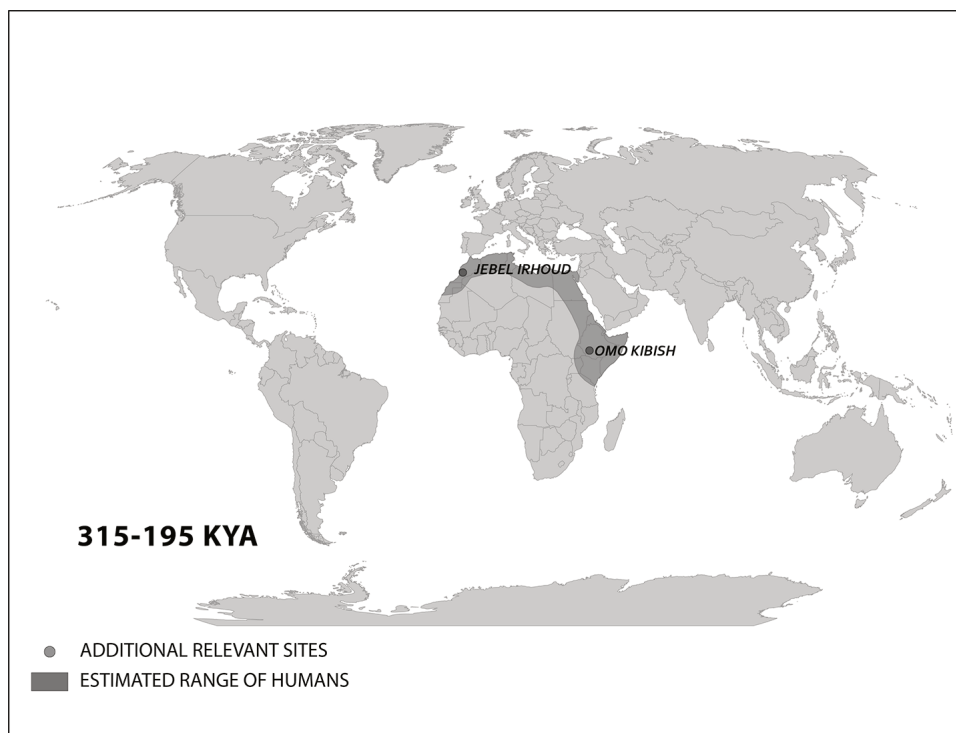 JEBEL IRHOUD
OMO KIBISH
315-195 KYA
ADDITIONAL RELEVANT SITES
ESTIMATED RANGE OF HUMANS